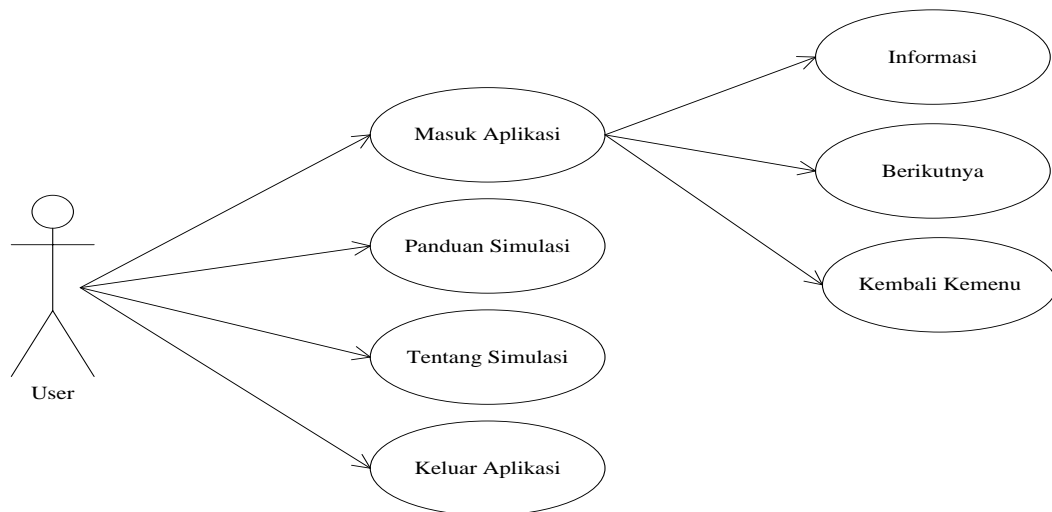 Informasi
Masuk Aplikasi
Berikutnya
Panduan Simulasi
Kembali Kemenu
Tentang Simulasi
User
Keluar Aplikasi